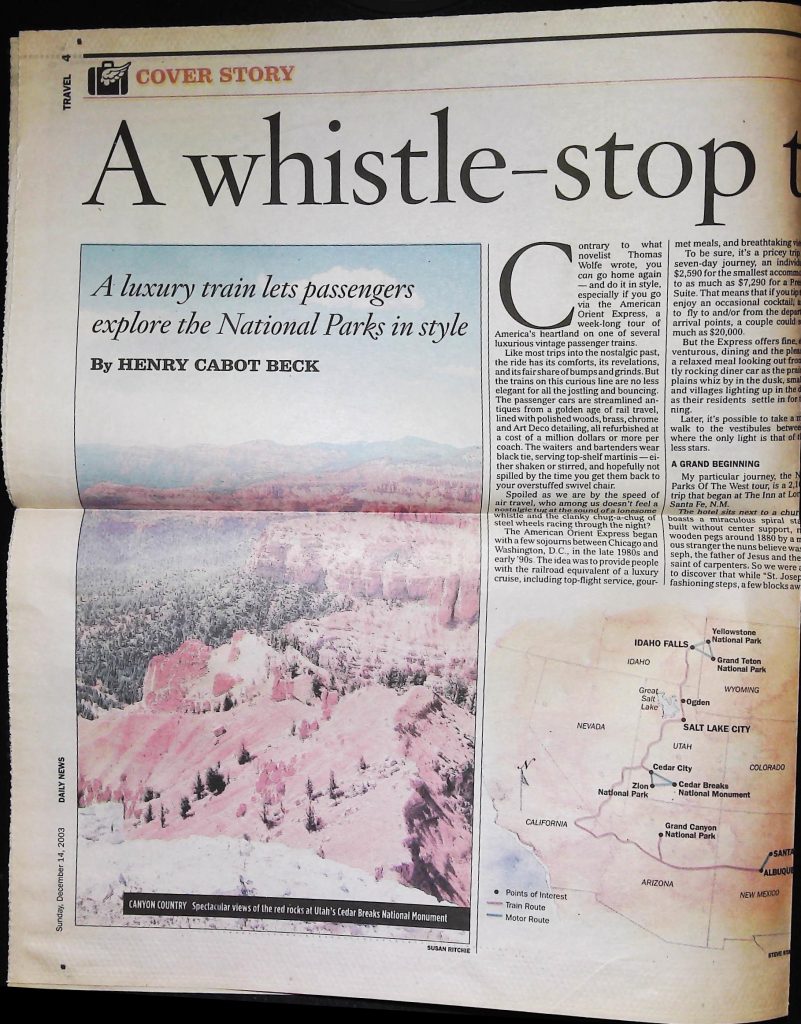 TRAVEL 4
COVER STORY
A whistle-stop
A luxury train lets passengers
explore the National Parks in style
By HENRY CABOT BECK
Contrary to what
novelist Thomas
Wolfe wrote, you
can go home again
— and do it in style,
especially if you go
via the American
Orient Express, a
week-long tour of
America's heartland on one of several
luxurious vintage passenger trains.
Like most trips into the nostalgic past,
the ride has its comforts, its revelations,
and its fair share of bumps and grinds. But
the trains on this curious line are no less
elegant for all the jostling and bouncing.
The passenger cars are streamlined an-
tiques from a golden age of rail travel,
lined with polished woods, brass, chrome
and Art Deco detailing, all refurbished at
a cost of a million dollars or more per
coach. The waiters and bartenders wear
black tie, serving top-shelf martinis — ei-
ther shaken or stirred, and hopefully not
spilled by the time you get them back to
your overstuffed swivel chair.
Spoiled as we are by the speed of
air travel, who among us doesn't feel a
nostalgic tug at the sound of a lonesome
whistle and the clanky chug-a-chug of
steel wheels racing through the night?
The American Orient Express began
with a few sojourns between Chicago and
Washington, D.C., in the late 1980s and
early '90s. The idea was to provide people
with the railroad equivalent of a luxury
cruise, including top-flight service, gour-
met meals, and breathtaking
To be sure, it's a pricey trip
seven-day journey, an
$2,590 for the smallest
to as much as $7,290 for a
Suite. That means that if you tip
enjoy an occasional cocktail,
to fly to and/or from the
arrival points, a couple could
much as $20,000.
But the Express offers fine,
venturous, dining and the
a relaxed meal looking out
tly rocking diner car as the
plains whiz by in the dusk,
and villages lighting up in the
as their residents settle in for
ning.
Later, it's possible to take a
walk to the vestibules
where the only light is that of
less stars.
A GRAND BEGINNING
My particular journey, the
Parks Of The West tour, is a
trip that began at The Inn at
Santa Fe, N.M.
The hotel sits next to a
boasts a miraculous spiral
built without center support,
wooden pegs around 1880 by a
ous stranger the nuns believe
seph, the father of Jesus and the
saint of carpenters. So we were
to discover that while "St.
fashioning steps, a few blocks
CANYON COUNTRY Spectacular views of the red rocks at Utah's Cedar Breaks National Monument
SUSAN RITCHIE
Sunday, December 14, 2003 DAILY NEWS
Yellowstone
National Park
IDAHO FALLS
Grand Teton
National Park
IDAHO
WYOMING
Great
Salt
Lake
Ogden
SALT LAKE CITY
NEVADA
UTAH
Cedar City
COLORADO
Zion
National Park
Cedar Breaks
National Monument
N
CALIFORNIA
Grand Canyon
National Park
SANTA
ARIZONA
NEW MEXICO
Points of Interest
Train Route
Motor Route